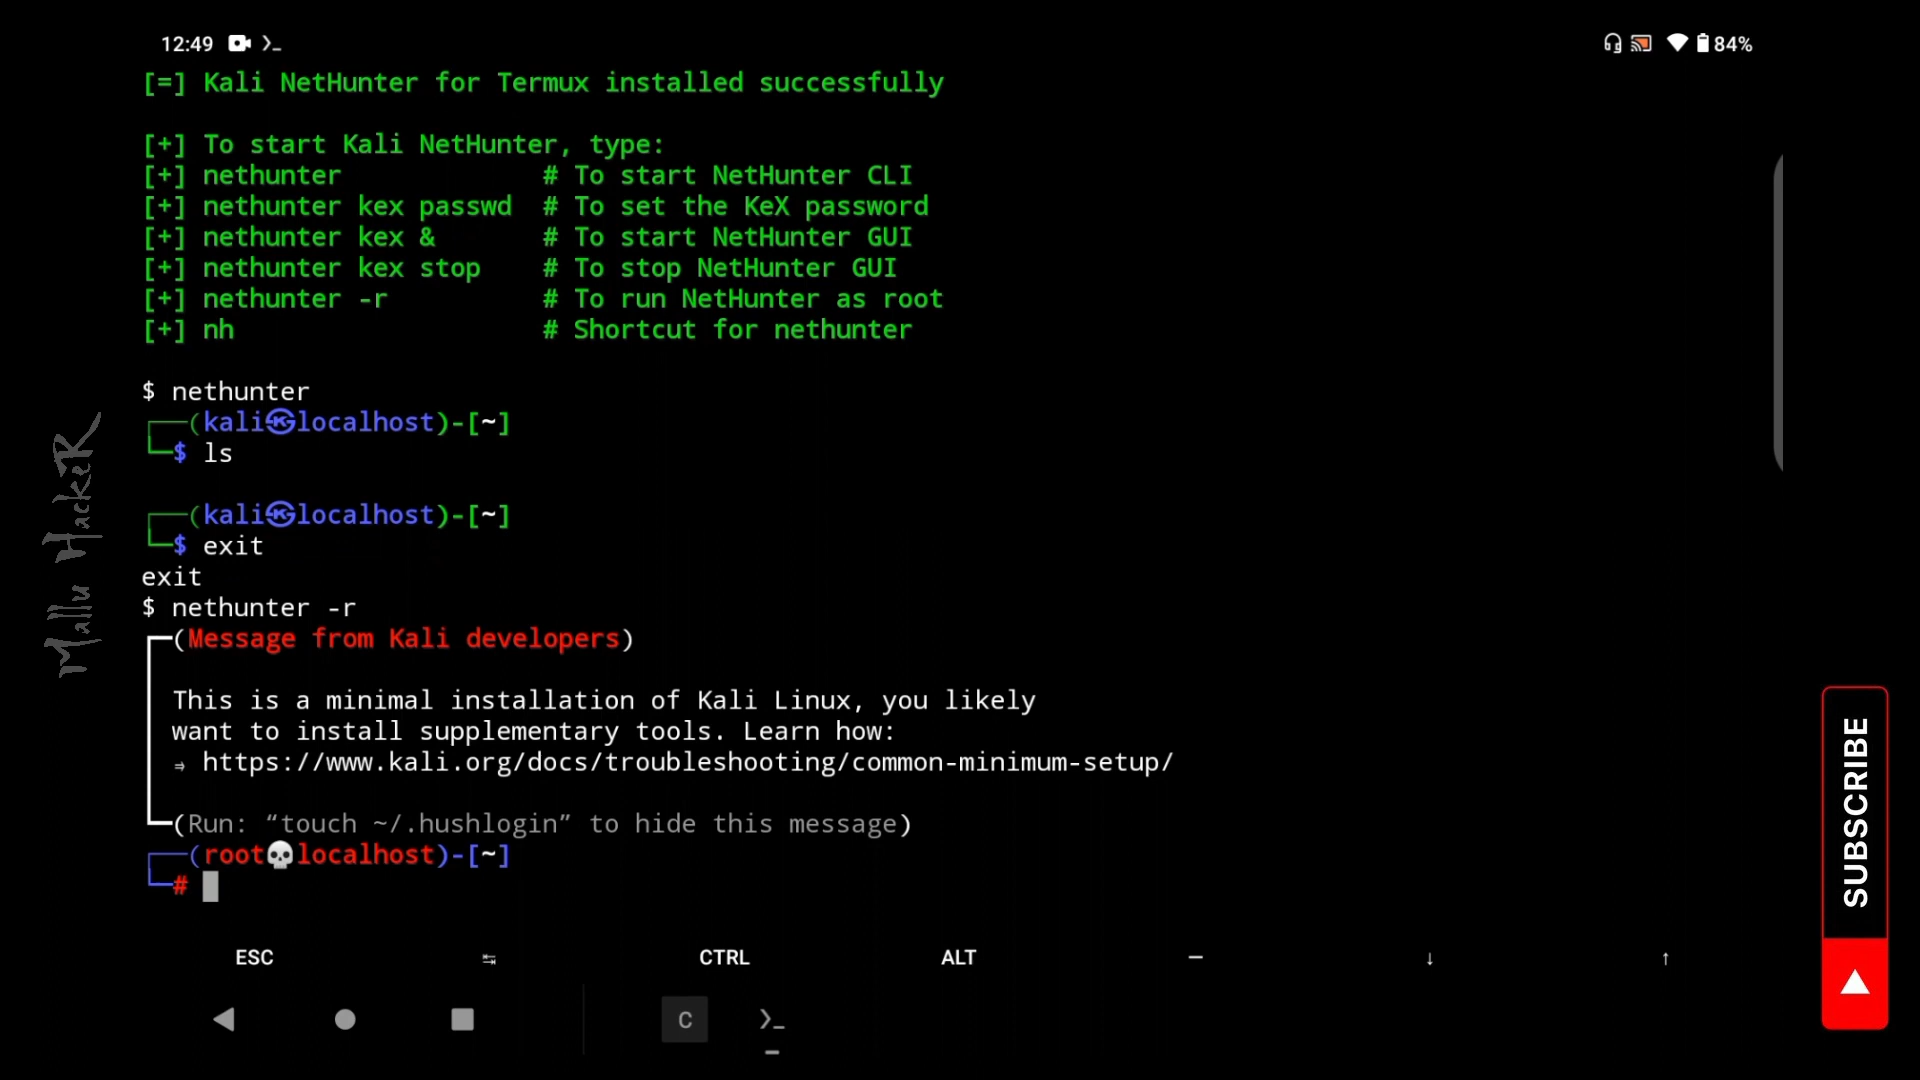 12:49 84%
[=] Kali NetHunter for Termux installed successfully
[+] To start Kali NetHunter, type:
[+] nethunter # To start NetHunter CLI
[+] nethunter kex passwd # To set the KeX password
[+] nethunter kex & # To start NetHunter GUI
[+] nethunter kex stop # To stop NetHunter GUI
[+] nethunter -r # To run NetHunter as root
[+] nh # Shortcut for nethunter
$ nethunter
┌──(kali㉿localhost)-[~]
└─$ ls
┌──(kali㉿localhost)-[~]
└─$ exit
exit
$ nethunter -r
┏━(Message from Kali developers)
┃ This is a minimal installation of Kali Linux, you likely
┃ want to install supplementary tools. Learn how:
┃ ⇒ https://www.kali.org/docs/troubleshooting/common-minimum-setup/
┗━(Run: “touch ~/.hushlogin” to hide this message)
┌──(root💀localhost)-[~]
└─#
ESC ⇆ CTRL ALT — ↓ ↑
C
Mallu HackeR
SUBSCRIBE